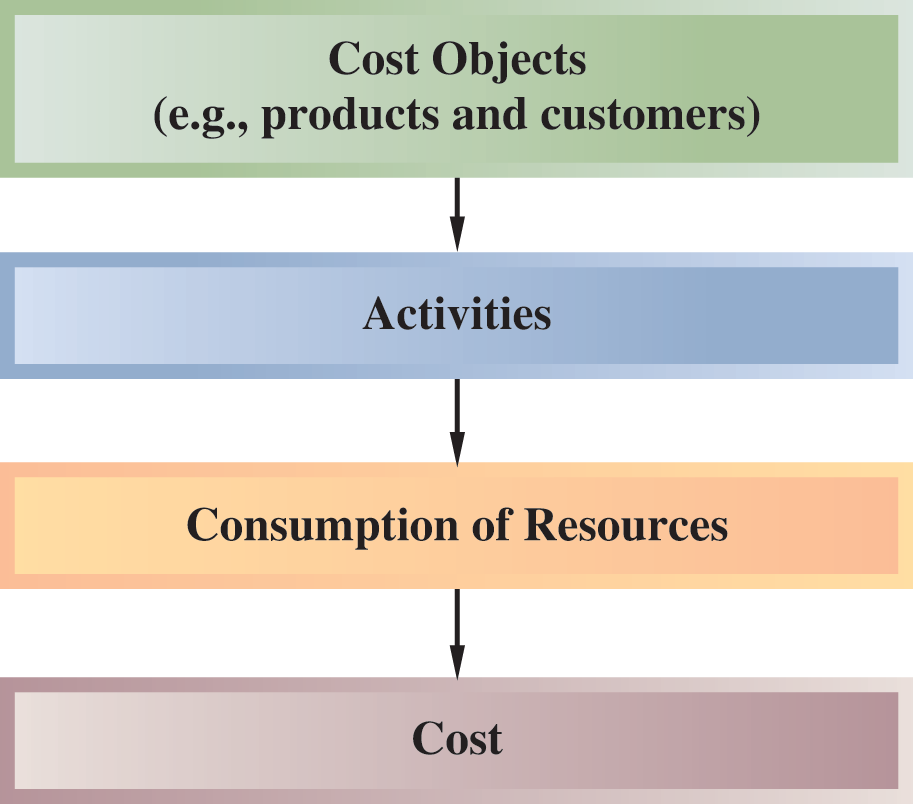 Cost Objects
(e.g., products and customers)
Activities
Consumption of Resources
Cost